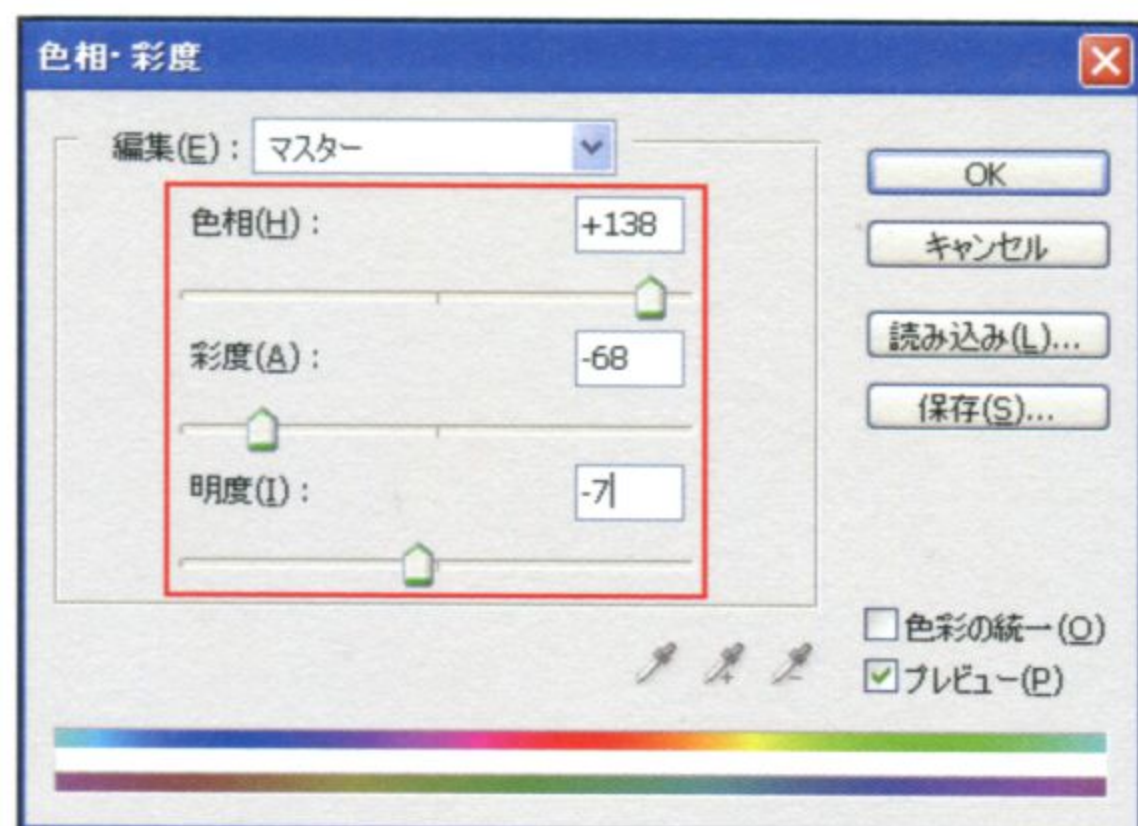 色相・彩度
編集(E): マスター
色相(H): +138
彩度(A): -68
明度(I): -7
OK
キャンセル
読み込み(L)...
保存(S)...
色彩の統一(O)
プレビュー(P)